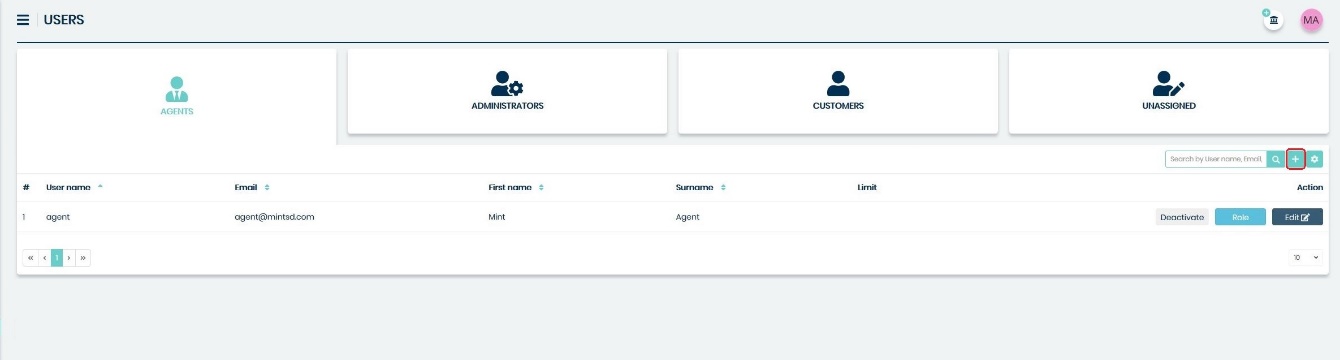 USERS
MA
AGENTS
ADMINISTRATORS
CUSTOMERS
UNASSIGNED
Search by User name, Email,
# User name Email First name Surname Limit Action
1 agent agent@mintsd.com Mint Agent Deactivate Role Edit
« ‹ 1 › » 10